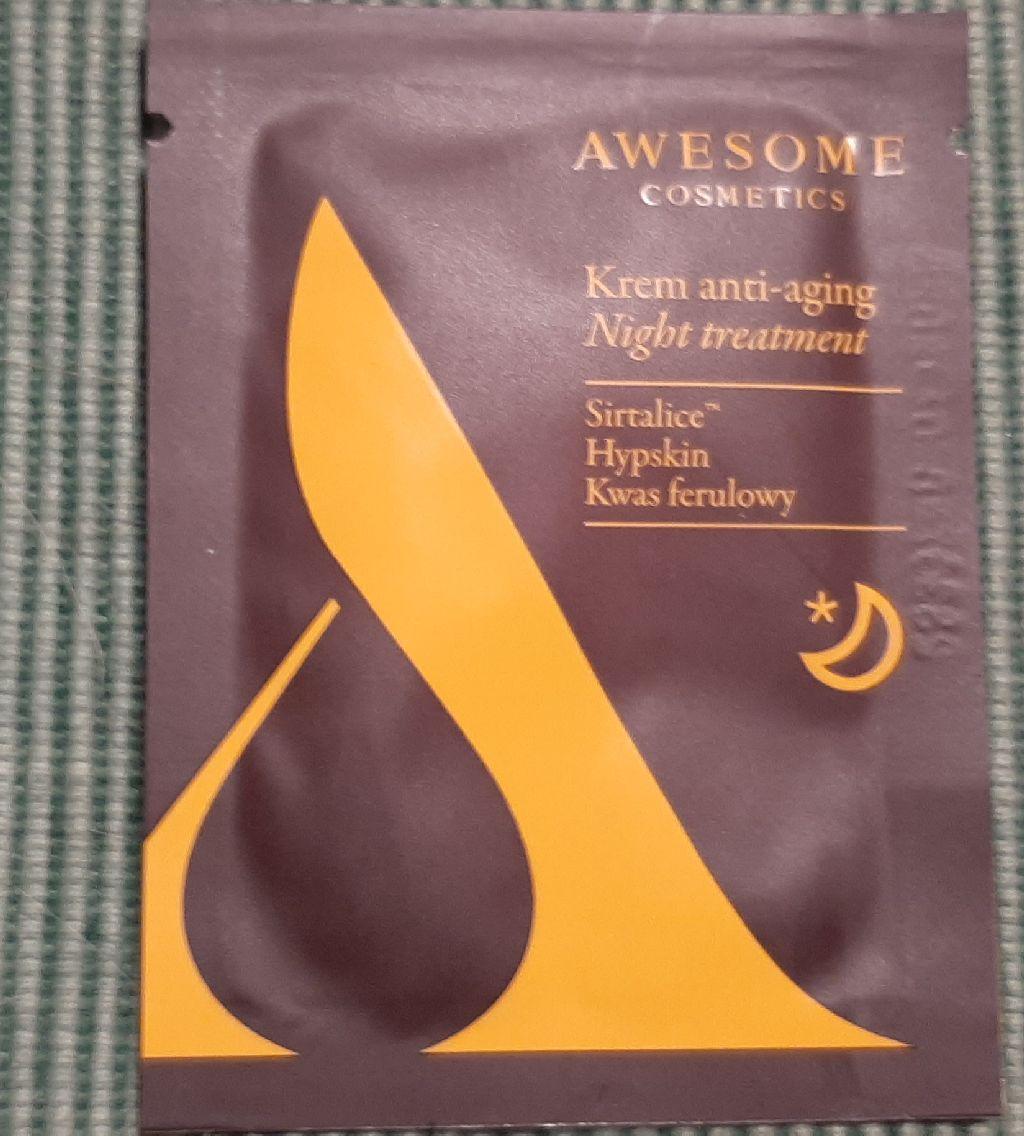 AWESOME
COSMETICS
Krem anti-aging
Night treatment
Sirtalice™
Hypskin
Kwas ferulowy